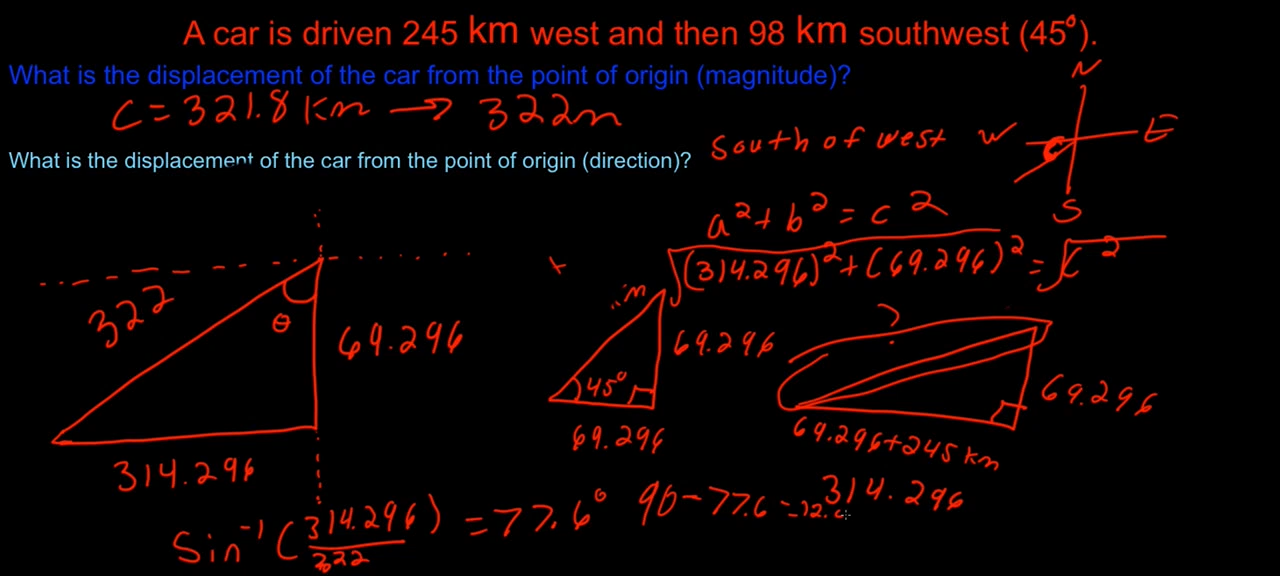 A car is driven 245 km west and then 98 km southwest (45°).
What is the displacement of the car from the point of origin (magnitude)?
C = 321.8 Km → 322m
N
What is the displacement of the car from the point of origin (direction)?
South of west
W
E
S
a² + b² = c²
√(314.296)² + (69.296)² = √c²
322
θ
69.296
314.296
45°
69.296
69.296
?
69.296
69.296+245 km
314.296
Sin⁻¹ (314.296/322) = 77.6°
90 - 77.6 =